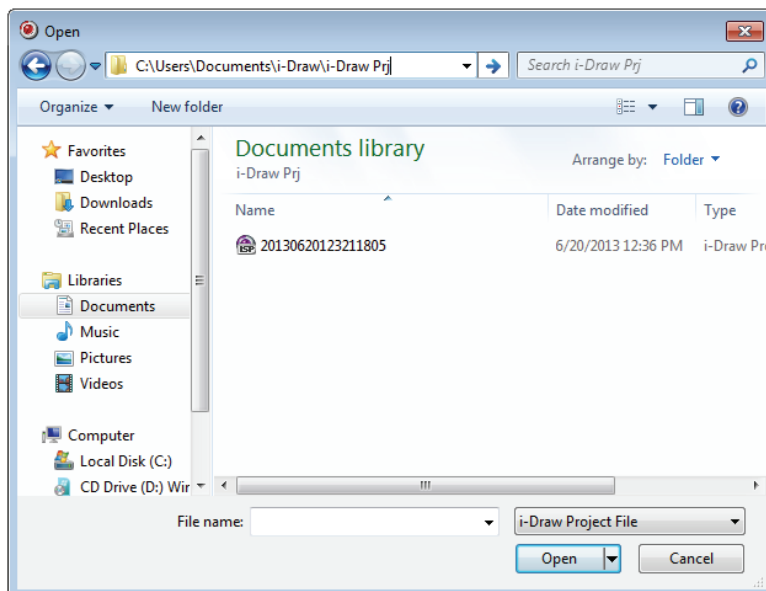 Open
C:\Users\Documents\i-Draw\i-Draw Prj
Search i-Draw Prj
Organize
New folder
Favorites
Desktop
Downloads
Recent Places
Libraries
Documents
Music
Pictures
Videos
Computer
Local Disk (C:)
CD Drive (D:) Wir
Documents library
i-Draw Prj
Arrange by: Folder
Name Date modified Type
ISP 20130620123211805 6/20/2013 12:36 PM i-Draw Pr
File name:
i-Draw Project File
Open
Cancel